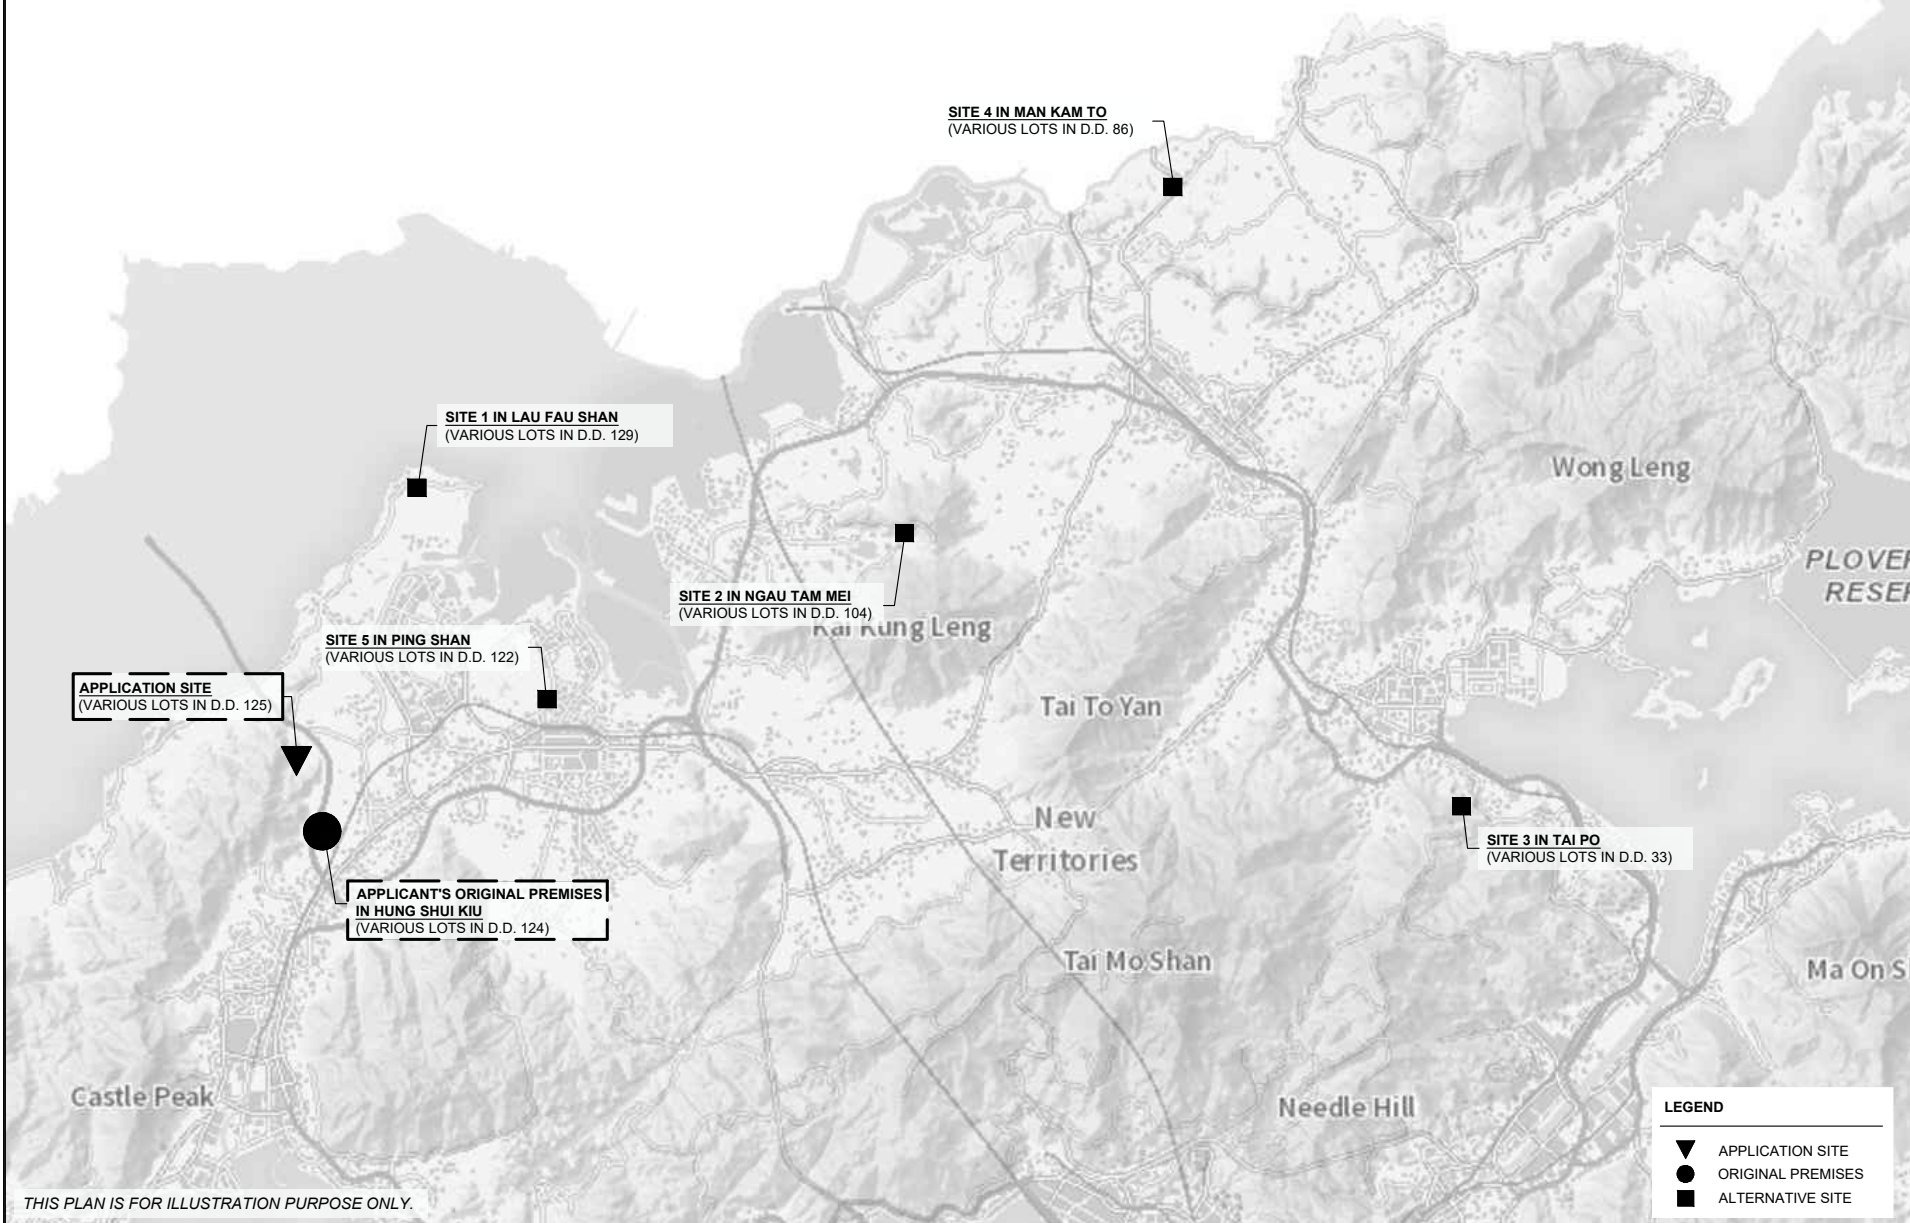 SITE 4 IN MAN KAM TO
(VARIOUS LOTS IN D.D. 86)
SITE 1 IN LAU FAU SHAN
(VARIOUS LOTS IN D.D. 129)
Wong Leng
PLOVER
RESER
SITE 2 IN NGAU TAM MEI
(VARIOUS LOTS IN D.D. 104)
Kai Kung Leng
SITE 5 IN PING SHAN
(VARIOUS LOTS IN D.D. 122)
APPLICATION SITE
(VARIOUS LOTS IN D.D. 125)
Tai To Yan
New
Territories
SITE 3 IN TAI PO
(VARIOUS LOTS IN D.D. 33)
APPLICANT'S ORIGINAL PREMISES
IN HUNG SHUI KIU
(VARIOUS LOTS IN D.D. 124)
Tai Mo Shan
Ma On S
Castle Peak
Needle Hill
LEGEND
APPLICATION SITE
ORIGINAL PREMISES
ALTERNATIVE SITE
THIS PLAN IS FOR ILLUSTRATION PURPOSE ONLY.